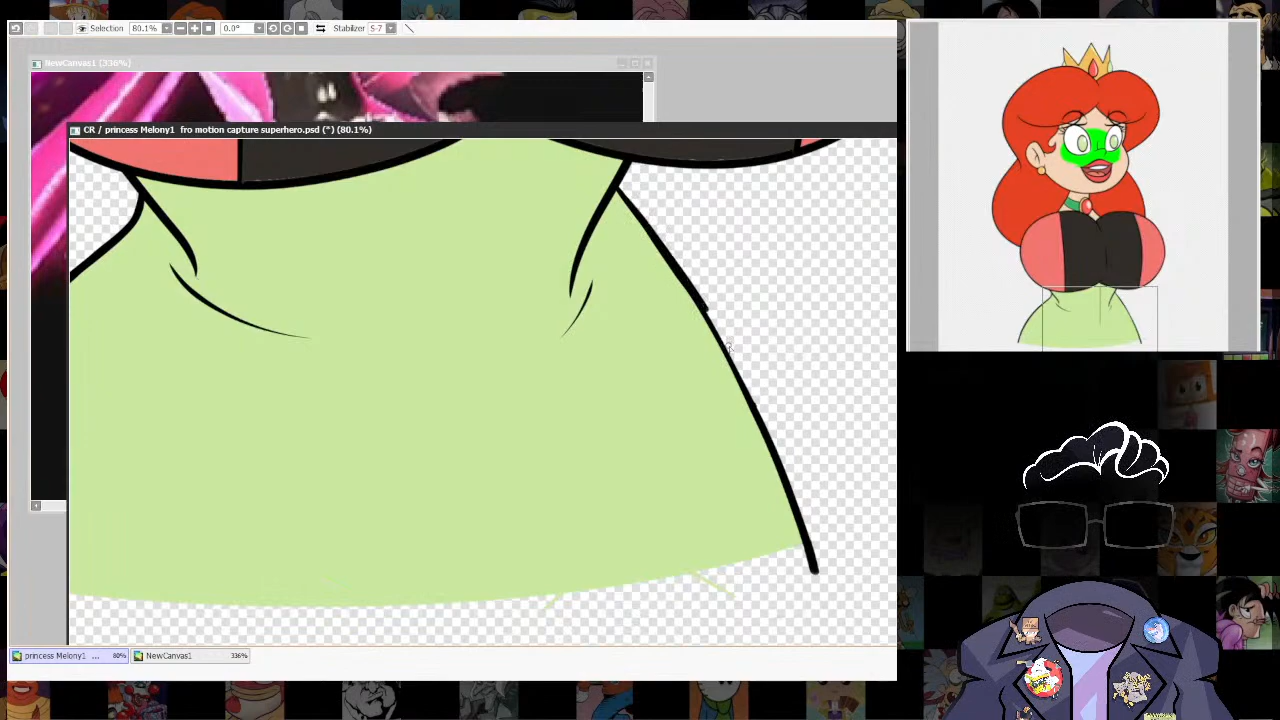 Selection 80.1% 0.0° Stabilizer S-7
NewCanvas1 (336%)
CR / princess Melony1 fro motion capture superhero.psd (*) (80.1%)
princess Melony1 ... 80% NewCanvas1 336%